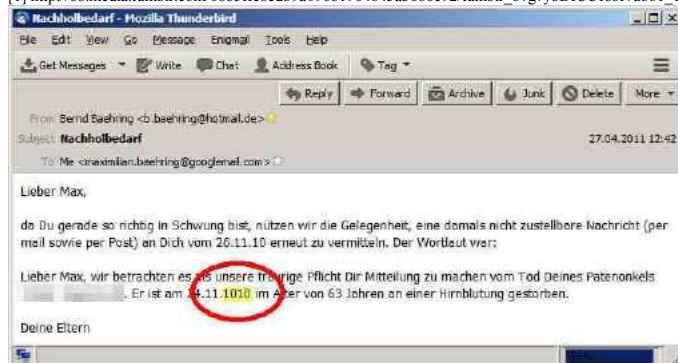 Nachholbedarf - Mozilla Thunderbird
File Edit View Go Message Enigmail Tools Help
Get Messages Write Chat Address Book Tag
Reply Forward Archive Junk Delete More
From Bernd Baehring <b.baehring@hotmail.de>
Subject Nachholbedarf 27.04.2011 12:42
To Me <maximilian.baehring@googlemail.com>
Lieber Max,
da Du gerade so richtig in Schwung bist, nützen wir die Gelegenheit, eine damals nicht zustellbare Nachricht (per
mail sowie per Post) an Dich vom 26.11.10 erneut zu vermitteln. Der Wortlaut war:
Lieber Max, wir betrachten es als unsere traurige Pflicht Dir Mitteilung zu machen vom Tod Deines Patenonkels
. Er ist am 24.11.1010 im Alter von 63 Jahren an einer Hirnblutung gestorben.
Deine Eltern